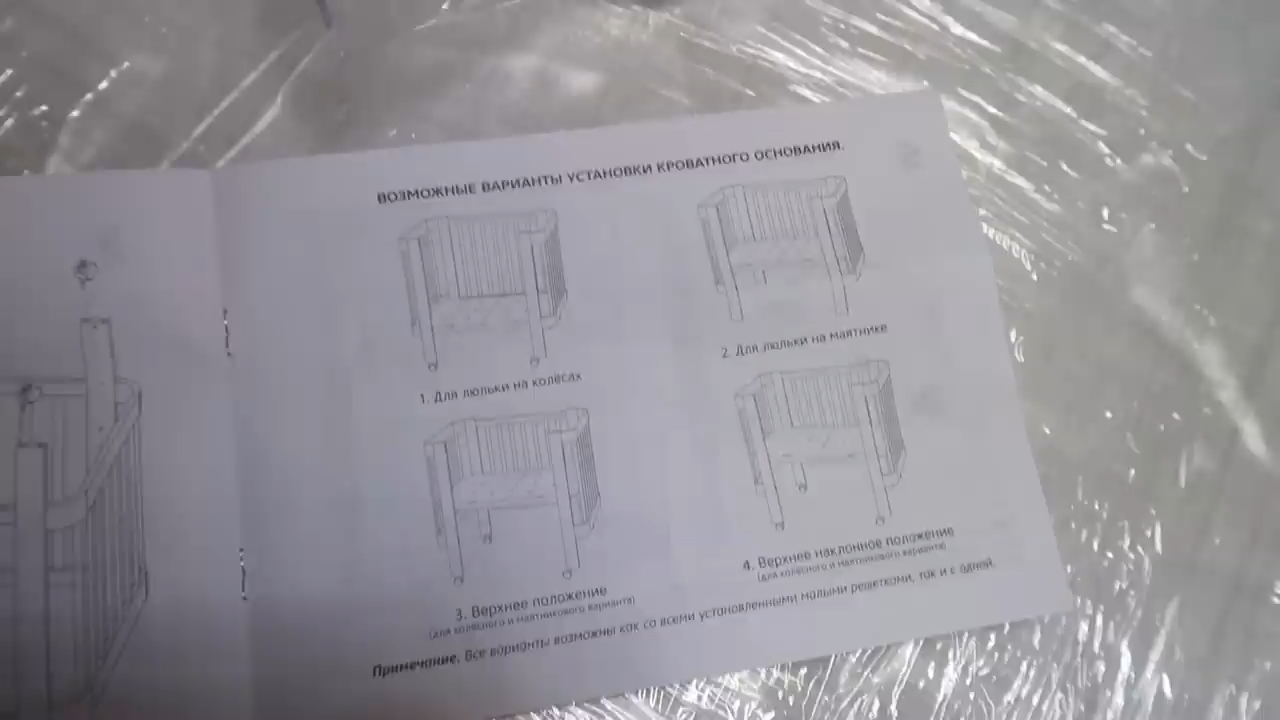 ВОЗМОЖНЫЕ ВАРИАНТЫ УСТАНОВКИ КРОВАТНОГО ОСНОВАНИЯ.
1. Для люльки на колёсах
2. Для люльки на маятнике
3. Верхнее положение
(для колёсного и маятникового варианта)
4. Верхнее наклонное положение
(для колёсного и маятникового варианта)
Примечание. Все варианты возможны как со всеми установленными малыми решетками, так и с одной.